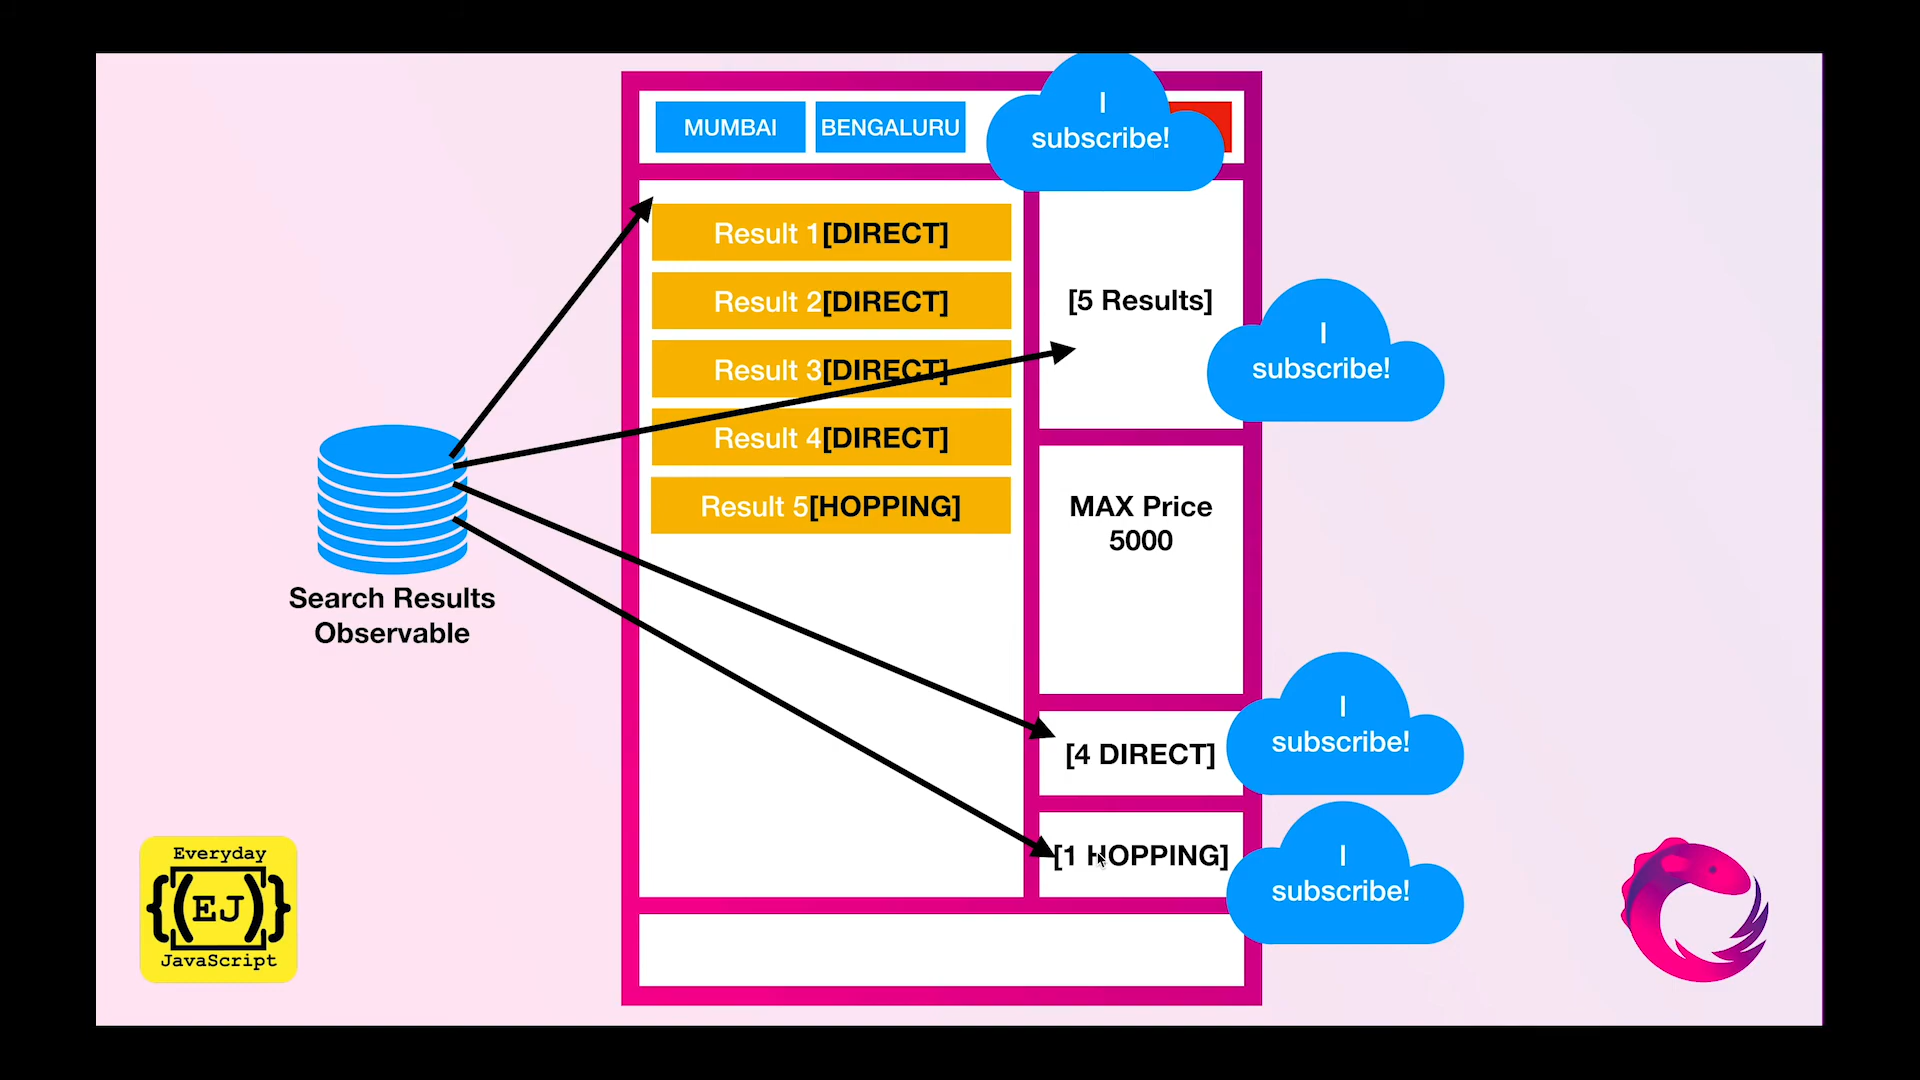 MUMBAI
BENGALURU
I
subscribe!
Result 1[DIRECT]
Result 2[DIRECT]
Result 3[DIRECT]
Result 4[DIRECT]
Result 5[HOPPING]
[5 Results]
I
subscribe!
MAX Price
5000
[4 DIRECT]
I
subscribe!
[1 HOPPING]
I
subscribe!
Search Results
Observable
Everyday
{(EJ)}
JavaScript